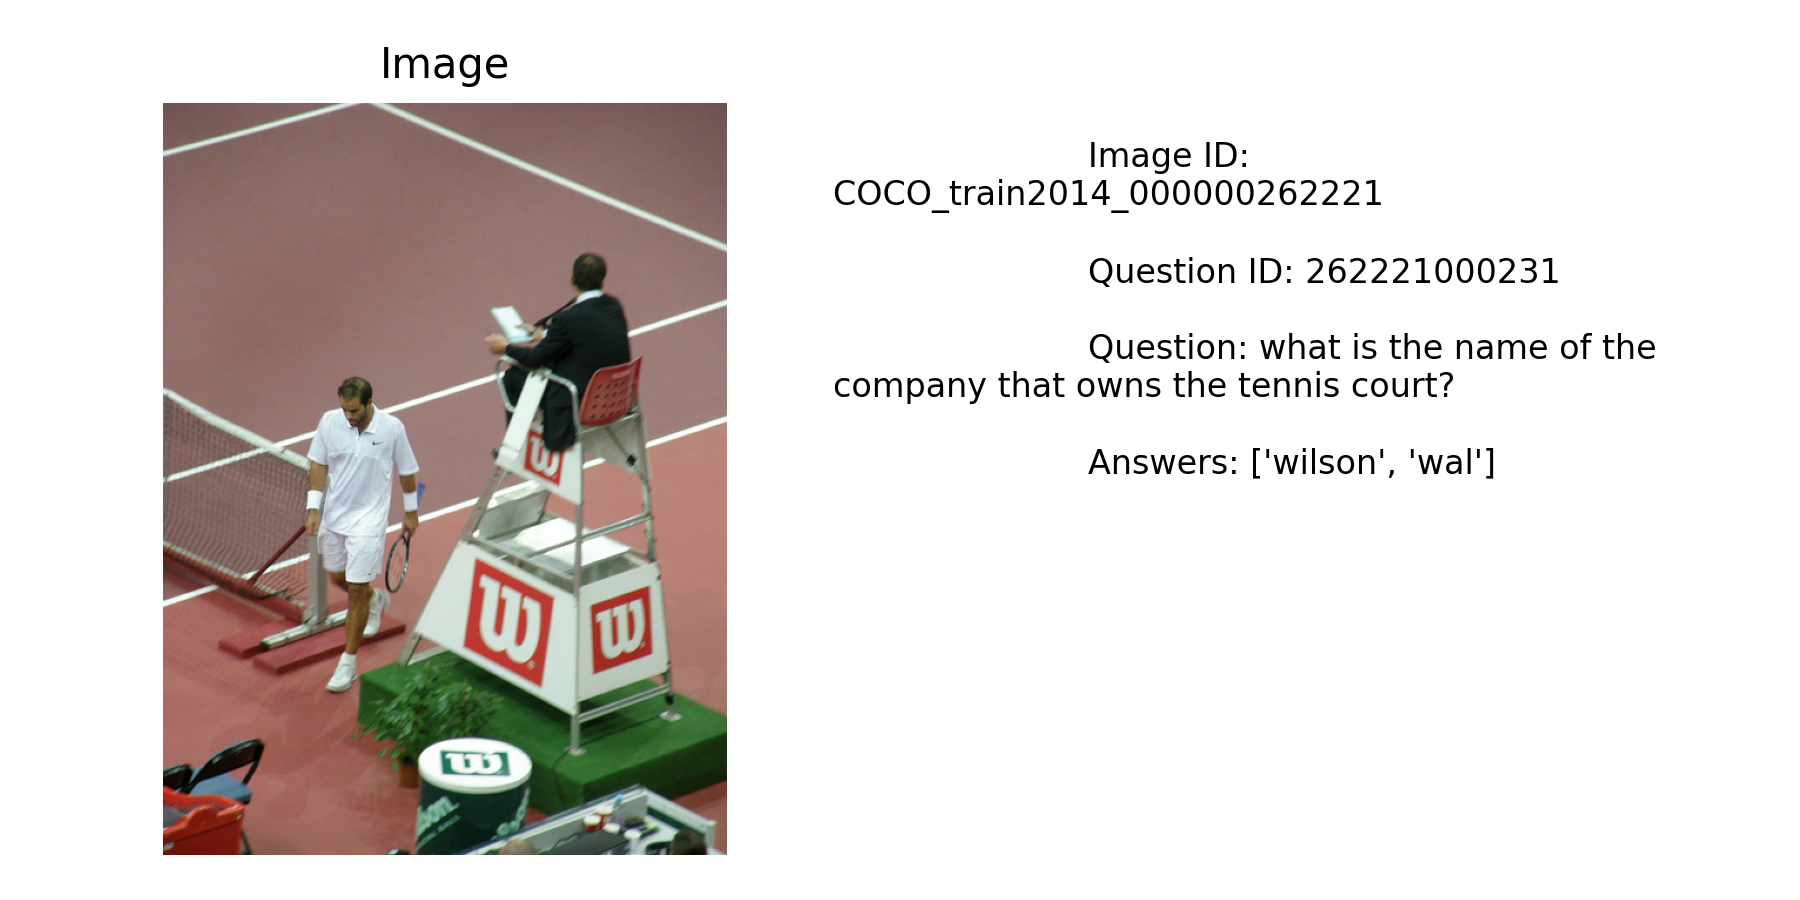 Image
Image ID:
COCO_train2014_000000262221
Question ID: 262221000231
Question: what is the name of the
company that owns the tennis court?
Answers: ['wilson', 'wal']
W
W
W
W